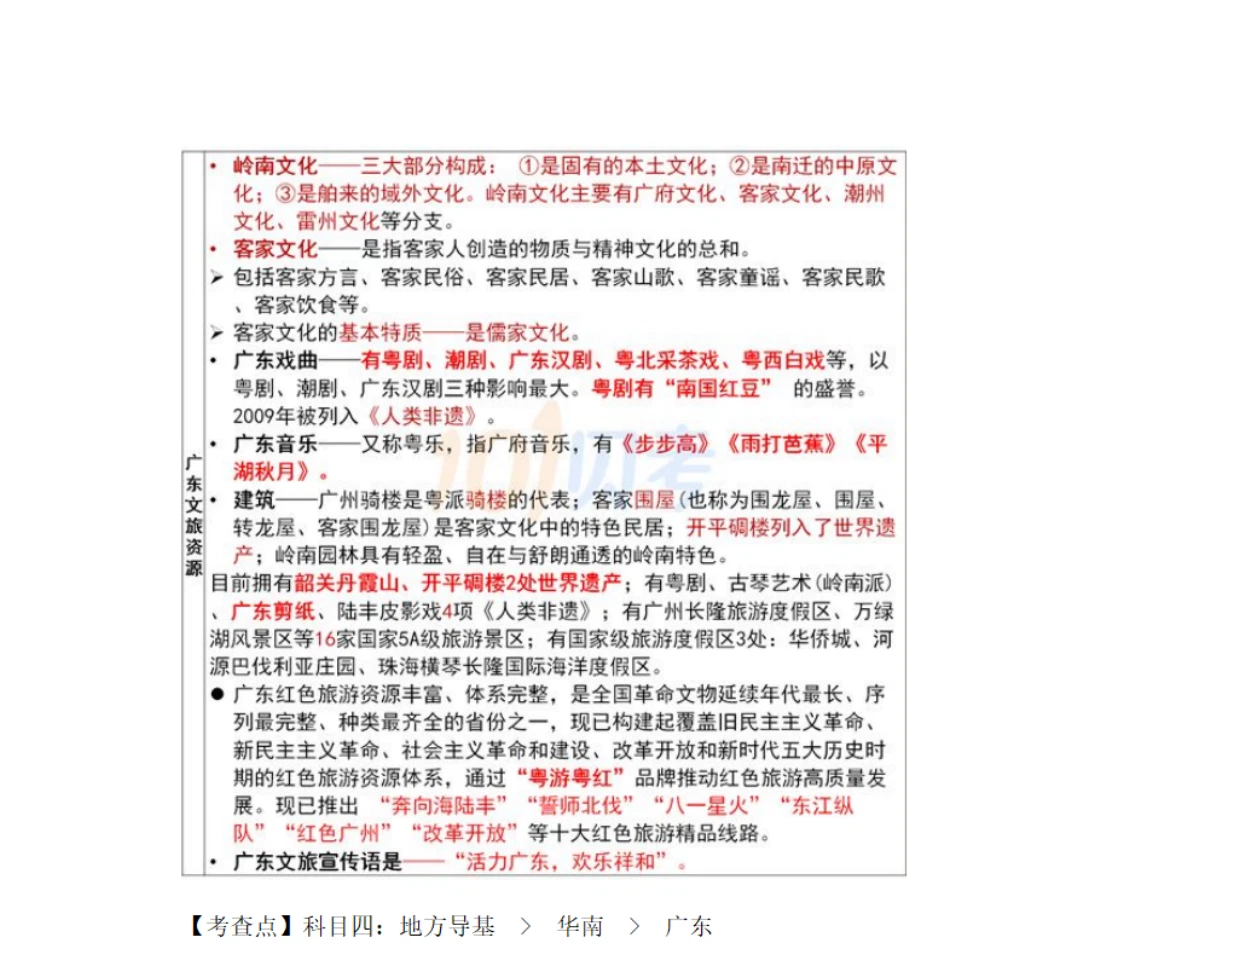 • 岭南文化——三大部分构成： ①是固有的本土文化；②是南迁的中原文
化；③是舶来的域外文化。岭南文化主要有广府文化、客家文化、潮州
文化、雷州文化等分支。
• 客家文化——是指客家人创造的物质与精神文化的总和。
➢ 包括客家方言、客家民俗、客家民居、客家山歌、客家童谣、客家民歌
、客家饮食等。
➢ 客家文化的基本特质——是儒家文化。
• 广东戏曲——有粤剧、潮剧、广东汉剧、粤北采茶戏、粤西白戏等，以
粤剧、潮剧、广东汉剧三种影响最大。粤剧有“南国红豆” 的盛誉。
2009年被列入《人类非遗》。
• 广东音乐——又称粤乐，指广府音乐，有《步步高》《雨打芭蕉》《平
湖秋月》。
广东文旅资源
• 建筑——广州骑楼是粤派骑楼的代表；客家围屋(也称为围龙屋、围屋、
转龙屋、客家围龙屋)是客家文化中的特色民居；开平碉楼列入了世界遗
产；岭南园林具有轻盈、自在与舒朗通透的岭南特色。
目前拥有韶关丹霞山、开平碉楼2处世界遗产；有粤剧、古琴艺术(岭南派)
、广东剪纸、陆丰皮影戏4项《人类非遗》；有广州长隆旅游度假区、万绿
湖风景区等16家国家5A级旅游景区；有国家级旅游度假区3处：华侨城、河
源巴伐利亚庄园、珠海横琴长隆国际海洋度假区。
● 广东红色旅游资源丰富、体系完整，是全国革命文物延续年代最长、序
列最完整、种类最齐全的省份之一，现已构建起覆盖旧民主主义革命、
新民主主义革命、社会主义革命和建设、改革开放和新时代五大历史时
期的红色旅游资源体系，通过“粤游粤红”品牌推动红色旅游高质量发
展。现已推出 “奔向海陆丰” “誓师北伐” “八一星火” “东江纵
队” “红色广州” “改革开放”等十大红色旅游精品线路。
• 广东文旅宣传语是——“活力广东，欢乐祥和”。
101闪考
【考查点】科目四：地方导基 > 华南 > 广东